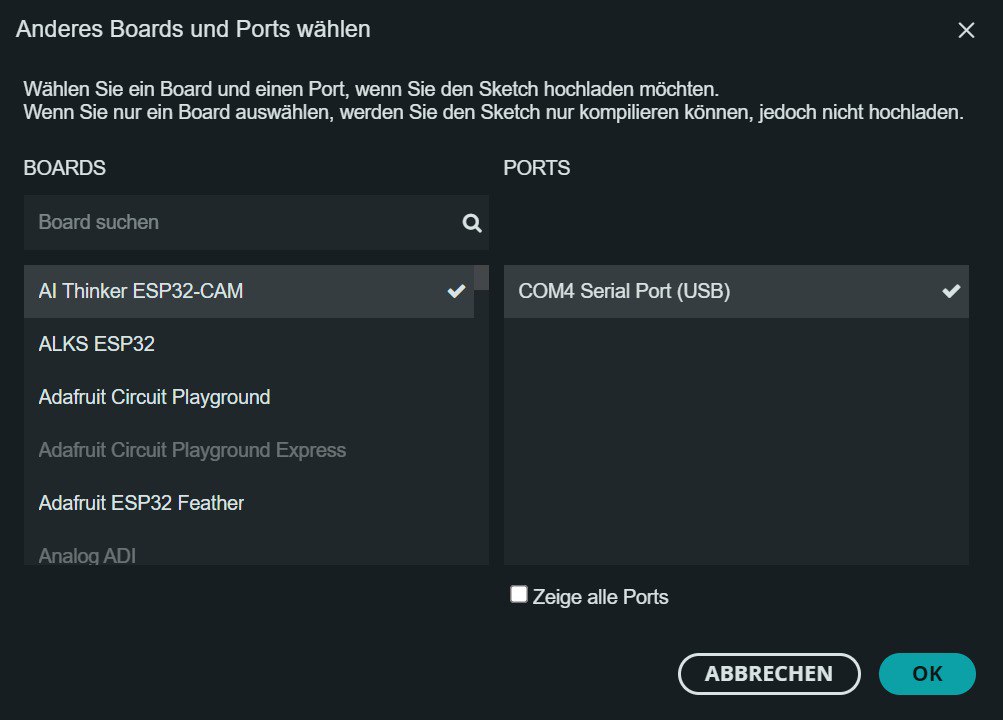 Anderes Boards und Ports wählen
Wählen Sie ein Board und einen Port, wenn Sie den Sketch hochladen möchten.
Wenn Sie nur ein Board auswählen, werden Sie den Sketch nur kompilieren können, jedoch nicht hochladen.
BOARDS
Board suchen
AI Thinker ESP32-CAM
ALKS ESP32
Adafruit Circuit Playground
Adafruit Circuit Playground Express
Adafruit ESP32 Feather
Analog ADI
PORTS
COM4 Serial Port (USB)
Zeige alle Ports
ABBRECHEN
OK